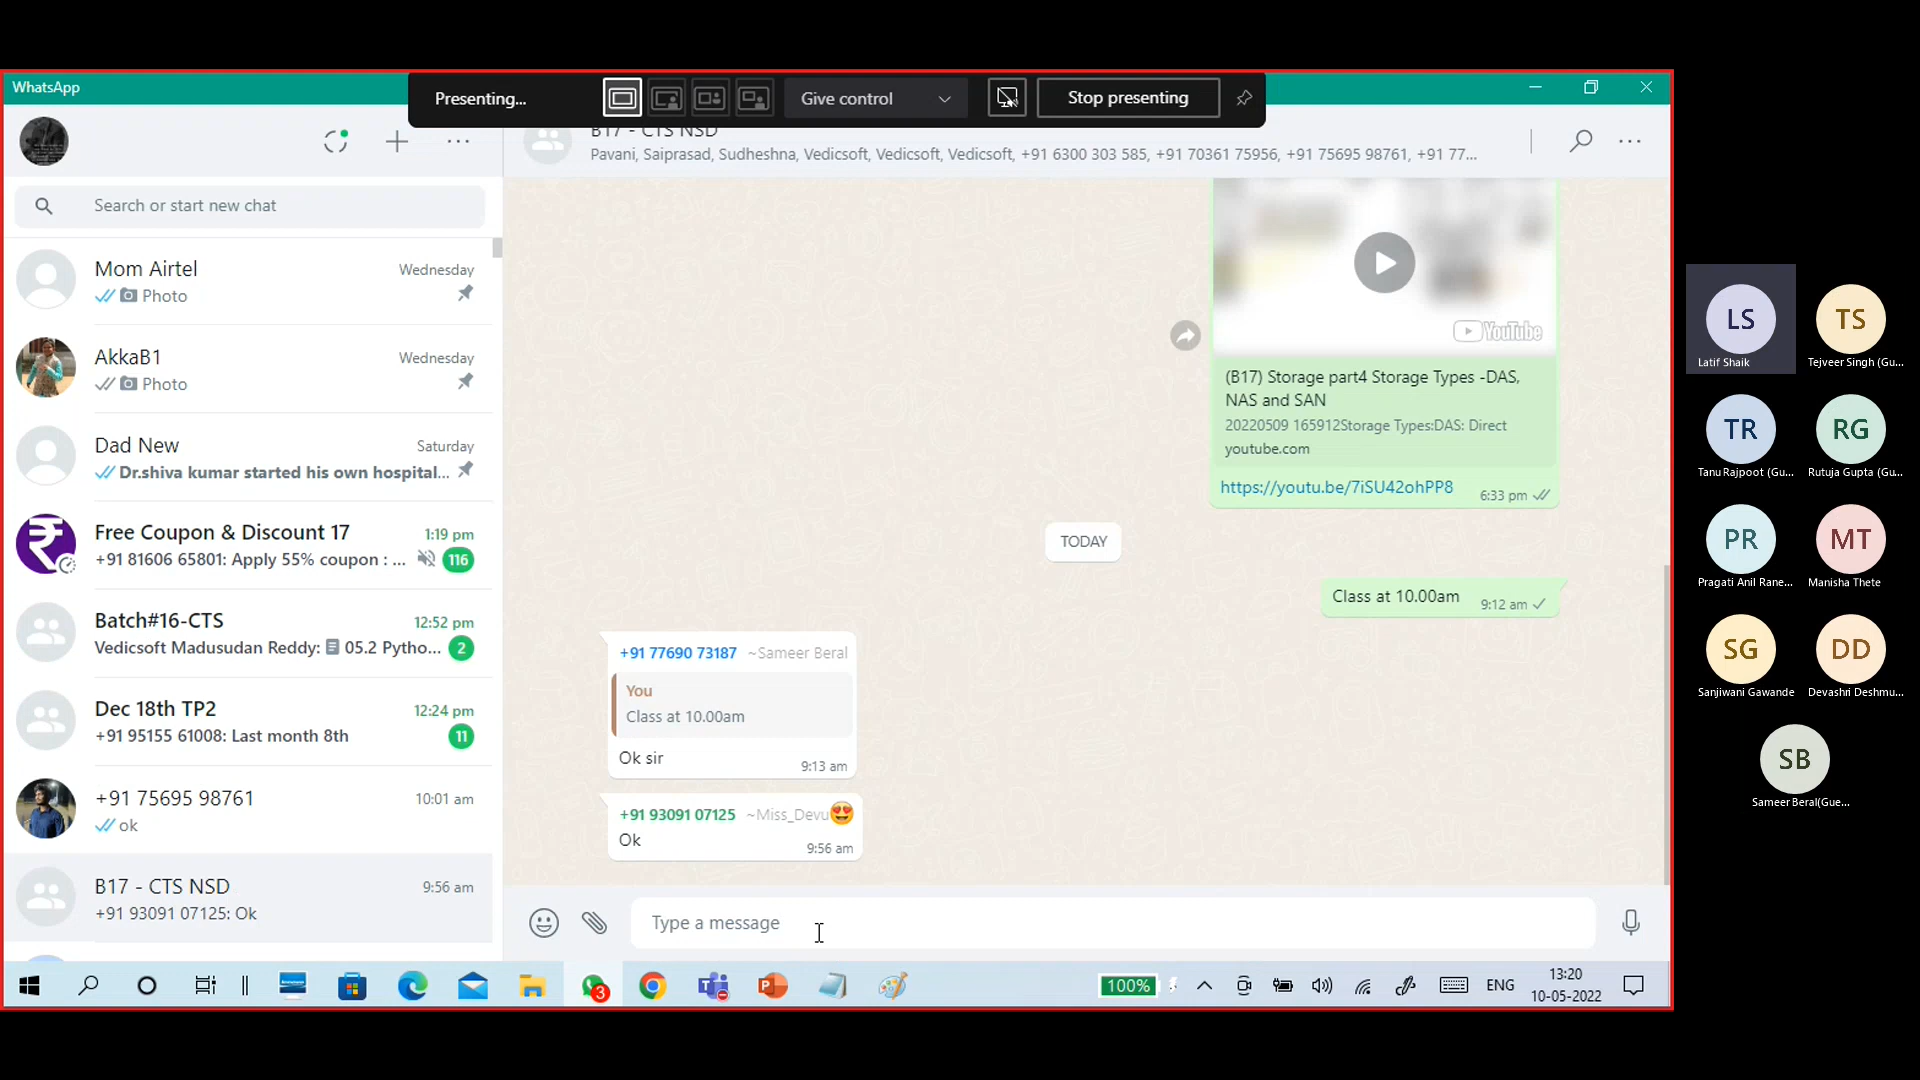 WhatsApp
Presenting...
Give control
Stop presenting
B17 - CTS NSD
Pavani, Saiprasad, Sudheshna, Vedicsoft, Vedicsoft, Vedicsoft, +91 6300 303 585, +91 70361 75956, +91 75695 98761, +91 77...
Search or start new chat
Mom Airtel
Wednesday
Photo
AkkaB1
Wednesday
Photo
Dad New
Saturday
Dr.shiva kumar started his own hospital...
Free Coupon & Discount 17
1:19 pm
+91 81606 65801: Apply 55% coupon : ...
116
Batch#16-CTS
12:52 pm
Vedicsoft Madusudan Reddy: 05.2 Pytho...
2
Dec 18th TP2
12:24 pm
+91 95155 61008: Last month 8th
11
+91 75695 98761
10:01 am
ok
B17 - CTS NSD
9:56 am
+91 93091 07125: Ok
YouTube
(B17) Storage part4 Storage Types -DAS,
NAS and SAN
20220509 165912Storage Types:DAS: Direct
youtube.com
https://youtu.be/7iSU42ohPP8
6:33 pm
TODAY
Class at 10.00am
9:12 am
+91 77690 73187 ~Sameer Beral
You
Class at 10.00am
Ok sir
9:13 am
+91 93091 07125 ~Miss_Devu
Ok
9:56 am
Type a message
3
100%
ENG
13:20
10-05-2022
LS
Latif Shaik
TS
Tejveer Singh (Gu...
TR
Tanu Rajpoot (Gu...
RG
Rutuja Gupta (Gu...
PR
Pragati Anil Rane...
MT
Manisha Thete
SG
Sanjiwani Gawande
DD
Devashri Deshmu...
SB
Sameer Beral(Gue...